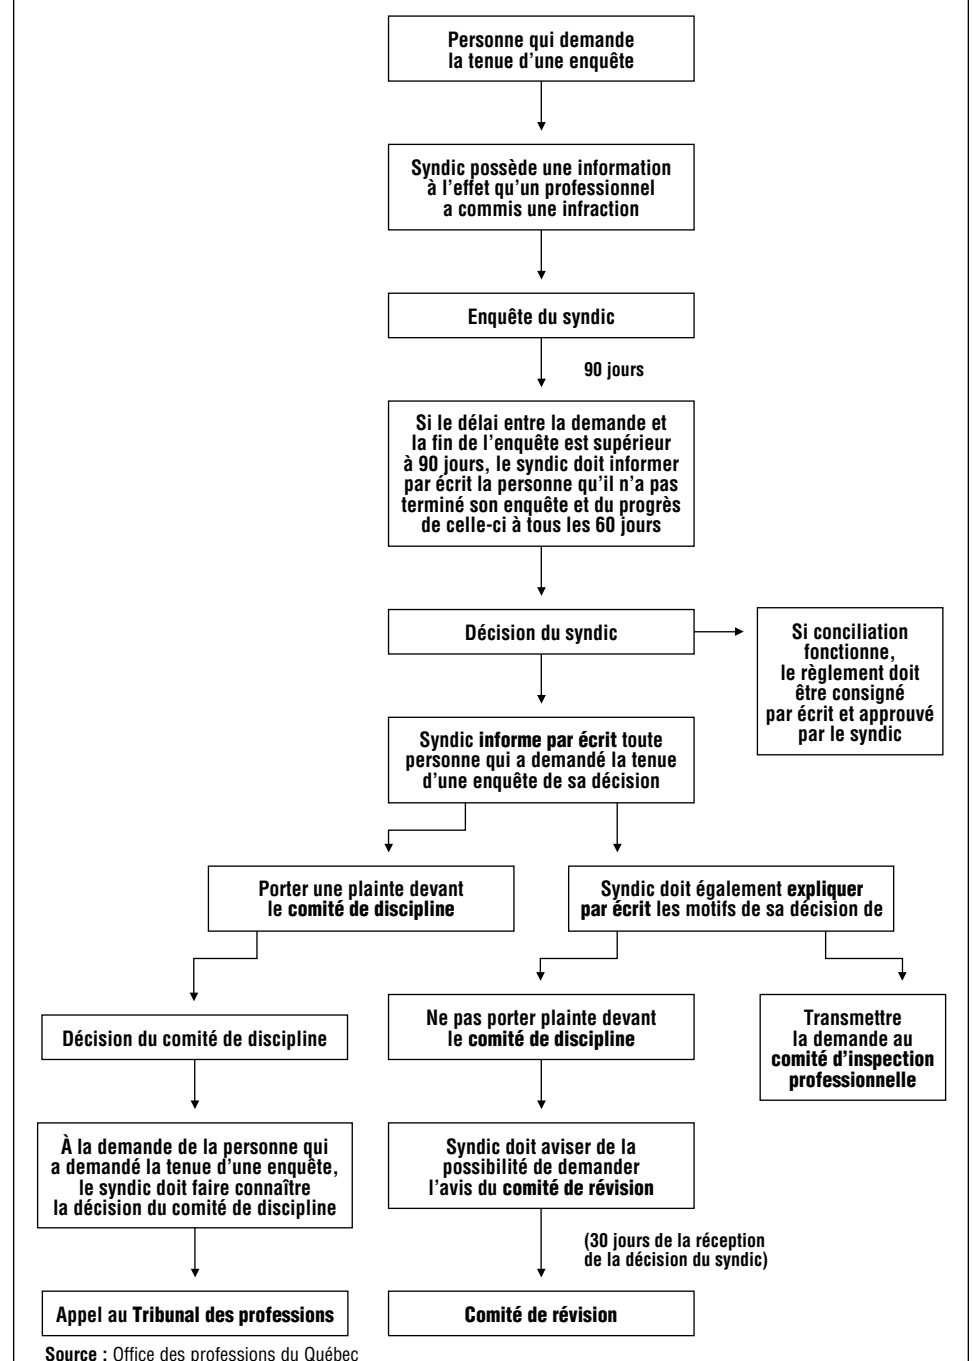 Personne qui demande
la tenue d’une enquête
Syndic possède une information
à l’effet qu’un professionnel
a commis une infraction
Enquête du syndic
90 jours
Si le délai entre la demande et
la fin de l’enquête est supérieur
à 90 jours, le syndic doit informer
par écrit la personne qu’il n’a pas
terminé son enquête et du progrès
de celle-ci à tous les 60 jours
Décision du syndic
Si conciliation
fonctionne,
le règlement doit
être consigné
par écrit et approuvé
par le syndic
Syndic informe par écrit toute
personne qui a demandé la tenue
d’une enquête de sa décision
Porter une plainte devant
le comité de discipline
Syndic doit également expliquer
par écrit les motifs de sa décision de
Décision du comité de discipline
Ne pas porter plainte devant
le comité de discipline
Transmettre
la demande au
comité d’inspection
professionnelle
À la demande de la personne qui
a demandé la tenue d’une enquête,
le syndic doit faire connaître
la décision du comité de discipline
Syndic doit aviser de la
possibilité de demander
l’avis du comité de révision
(30 jours de la réception
de la décision du syndic)
Appel au Tribunal des professions
Comité de révision
Source : Office des professions du Québec